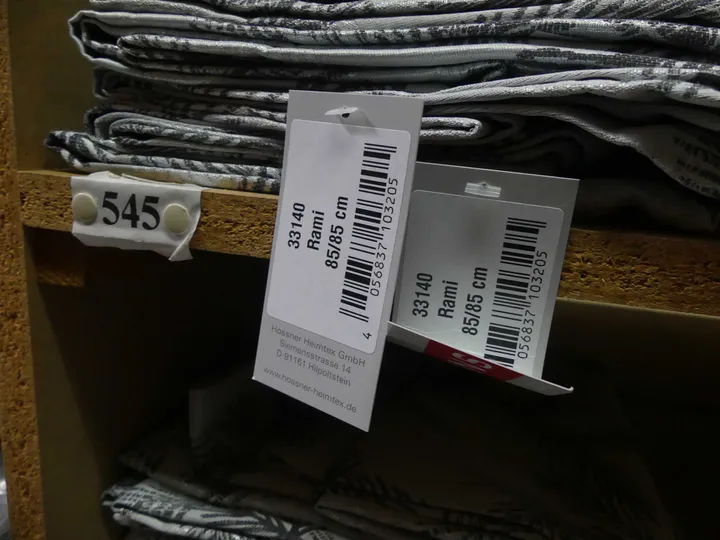 545
33140
Rami
85/85 cm
4 056837 103205
Hossner Heimtex GmbH
Siemensstrasse 14
D-91161 Hilpoltstein
www.hossner-heimtex.de
33140
Rami
85/85 cm
056837 103205